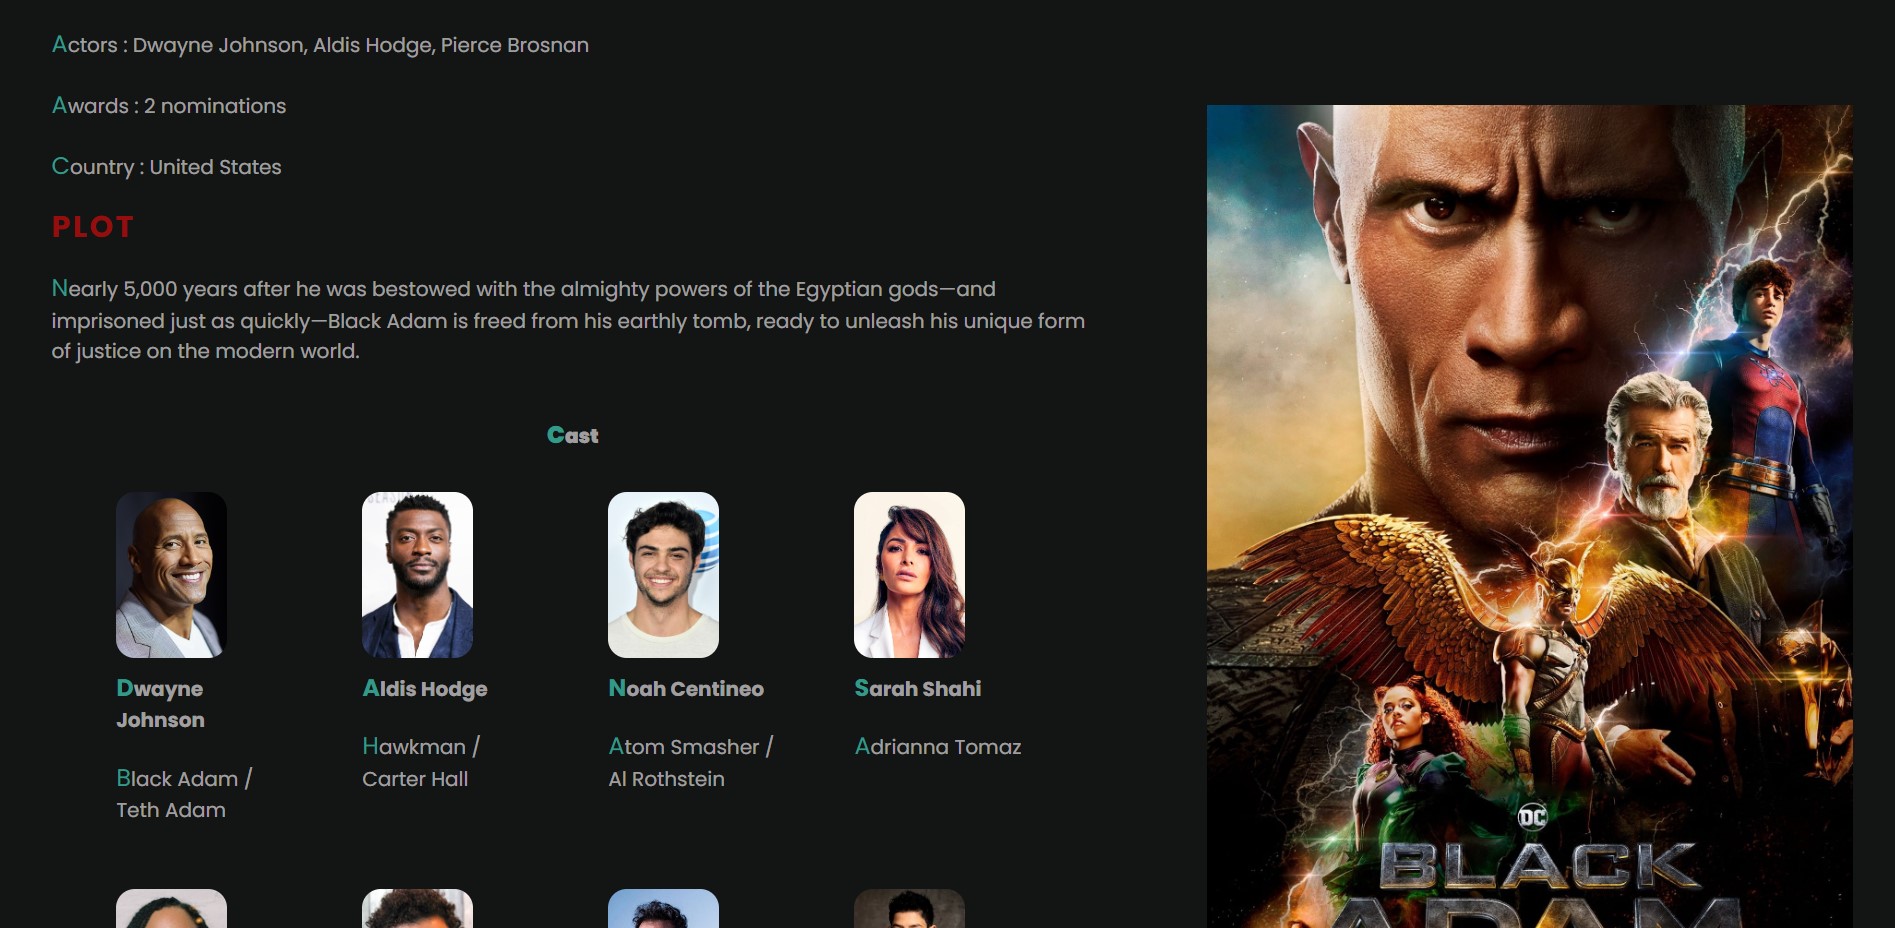 Actors : Dwayne Johnson, Aldis Hodge, Pierce Brosnan
Awards : 2 nominations
Country : United States
PLOT
Nearly 5,000 years after he was bestowed with the almighty powers of the Egyptian gods—and
imprisoned just as quickly—Black Adam is freed from his earthly tomb, ready to unleash his unique form
of justice on the modern world.
Cast
Dwayne
Johnson
Black Adam /
Teth Adam
Aldis Hodge
Hawkman /
Carter Hall
Noah Centineo
Atom Smasher /
Al Rothstein
Sarah Shahi
Adrianna Tomaz
DC
BLACK
ADAM